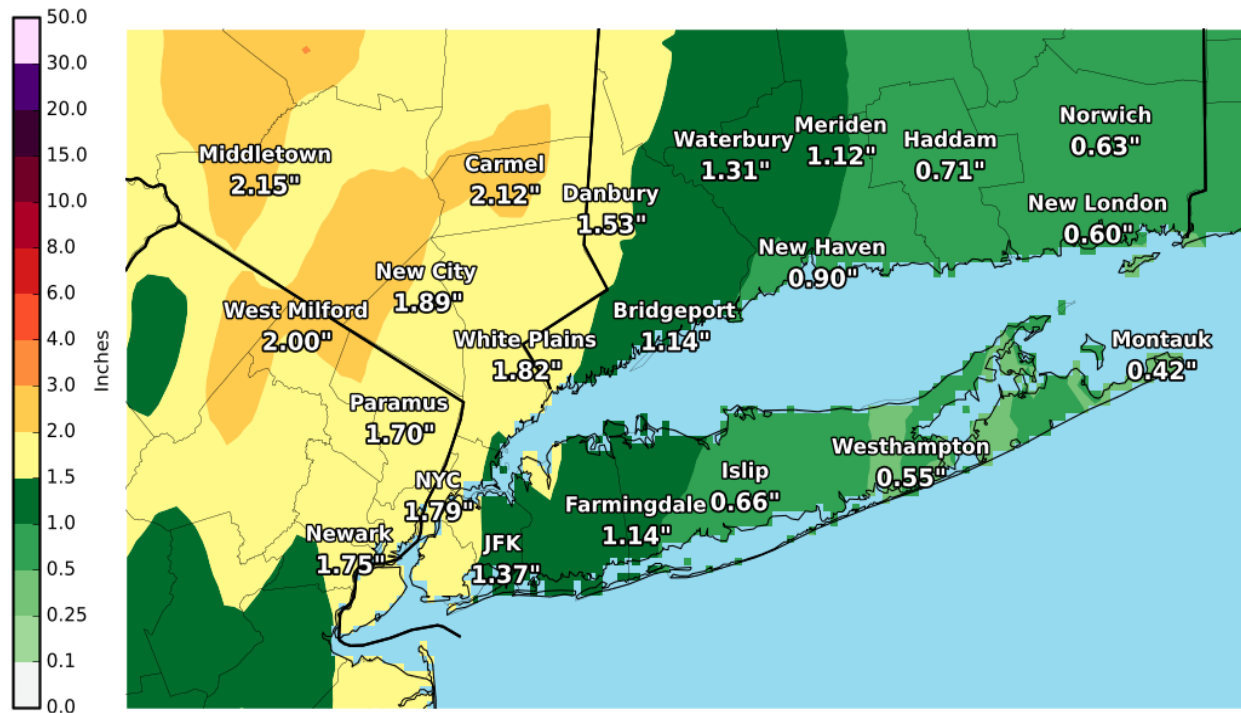 50.0
30.0
20.0
15.0
10.0
8.0
6.0
4.0
3.0
2.0
1.5
1.0
0.5
0.25
0.1
0.0
Inches
Middletown
2.15"
Carmel
2.12"
Danbury
1.53"
Waterbury
1.31"
Meriden
1.12"
Haddam
0.71"
Norwich
0.63"
New London
0.60"
New Haven
0.90"
New City
1.89"
West Milford
2.00"
White Plains
1.82"
Bridgeport
1.14"
Montauk
0.42"
Paramus
1.70"
NYC
1.79"
Newark
1.75"
JFK
1.37"
Farmingdale
1.14"
Islip
0.66"
Westhampton
0.55"